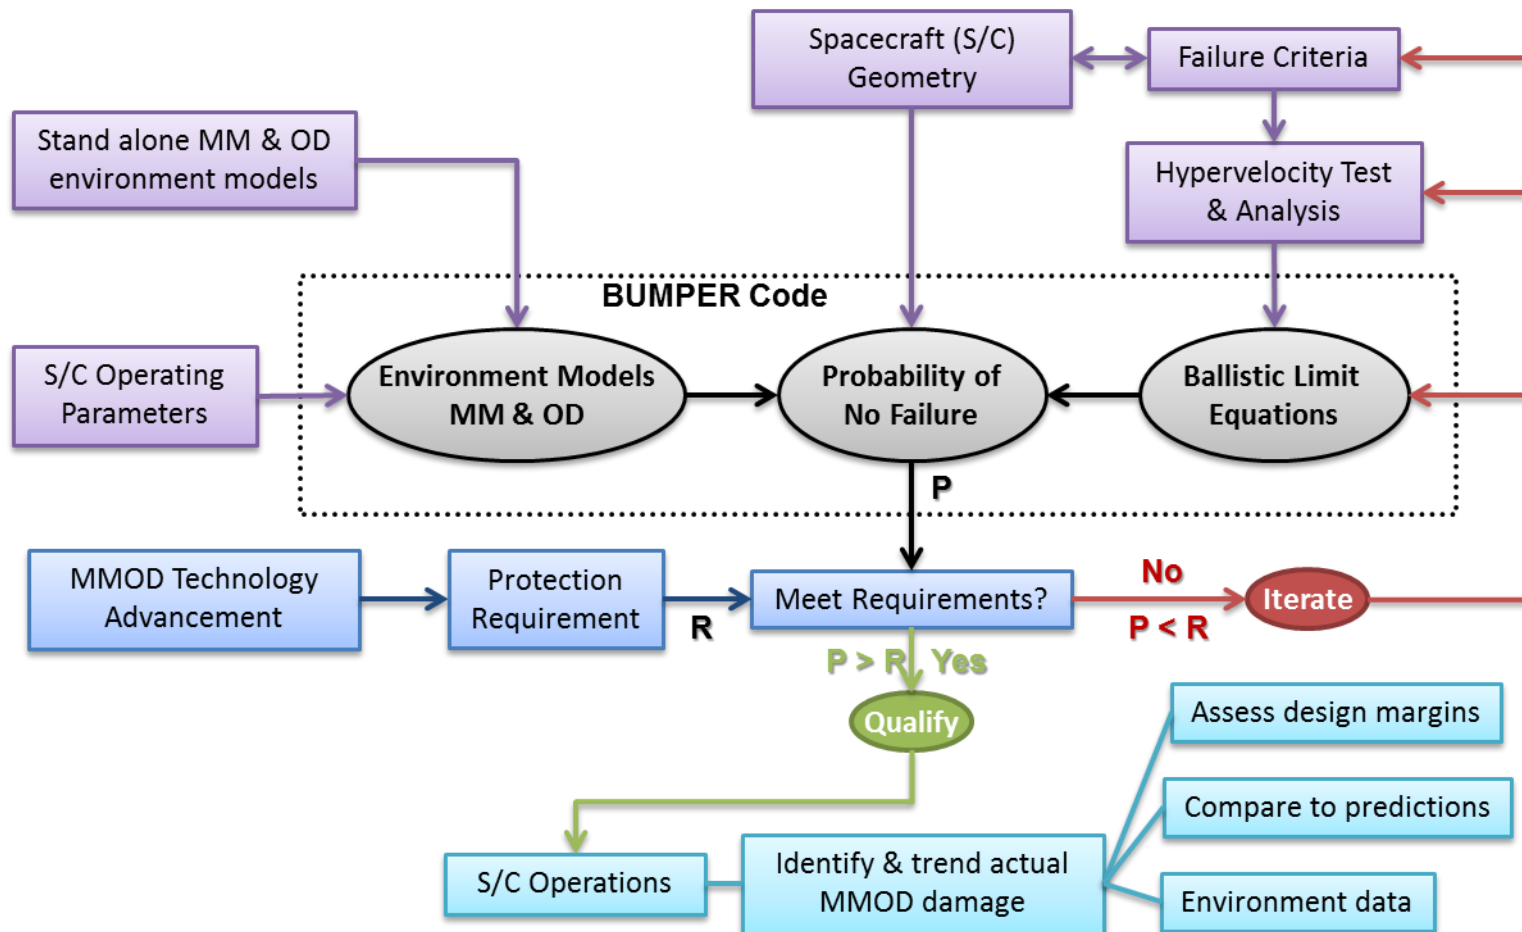 Spacecraft (S/C)
Geometry
Failure Criteria
Stand alone MM & OD
environment models
Hypervelocity Test
& Analysis
BUMPER Code
S/C Operating
Parameters
Environment Models
MM & OD
Probability of
No Failure
Ballistic Limit
Equations
P
MMOD Technology
Advancement
Protection
Requirement
R
Meet Requirements?
No
P < R
Iterate
P > R Yes
Qualify
Assess design margins
Compare to predictions
S/C Operations
Identify & trend actual
MMOD damage
Environment data